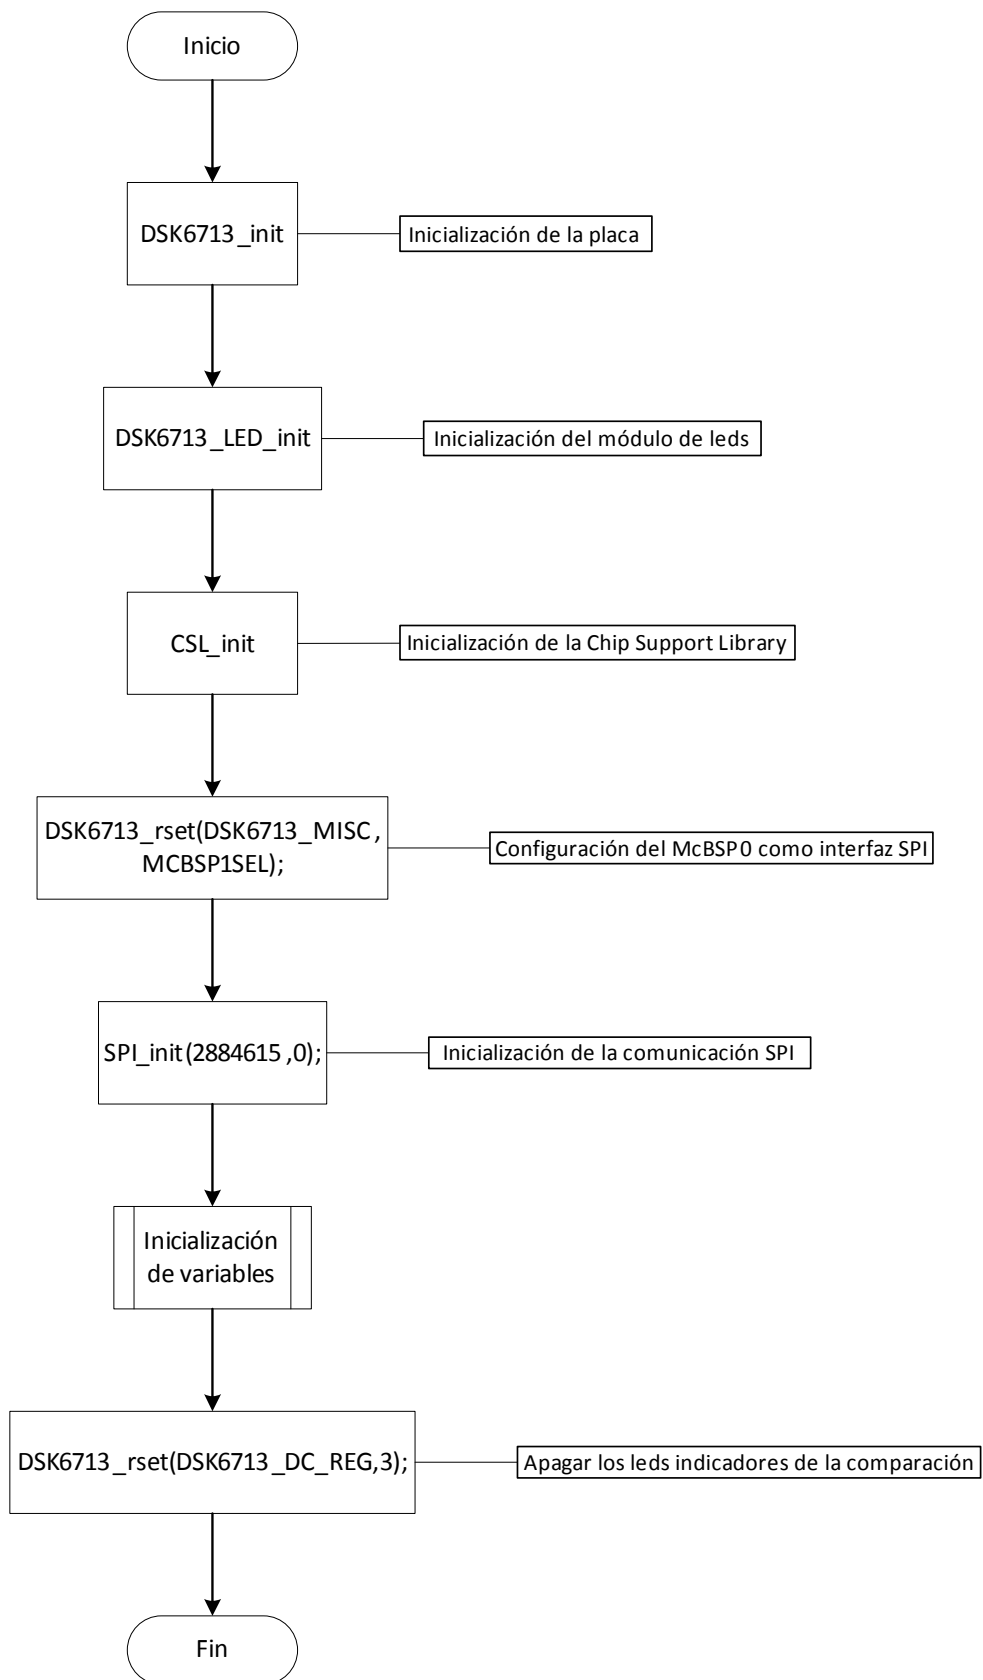 Inicio
DSK6713_init
Inicialización de la placa
DSK6713_LED_init
Inicialización del módulo de leds
CSL_init
Inicialización de la Chip Support Library
DSK6713_rset(DSK6713_MISC,
MCBSP1SEL);
Configuración del McBSP0 como interfaz SPI
SPI_init(2884615,0);
Inicialización de la comunicación SPI
Inicialización
de variables
DSK6713_rset(DSK6713_DC_REG,3);
Apagar los leds indicadores de la comparación
Fin